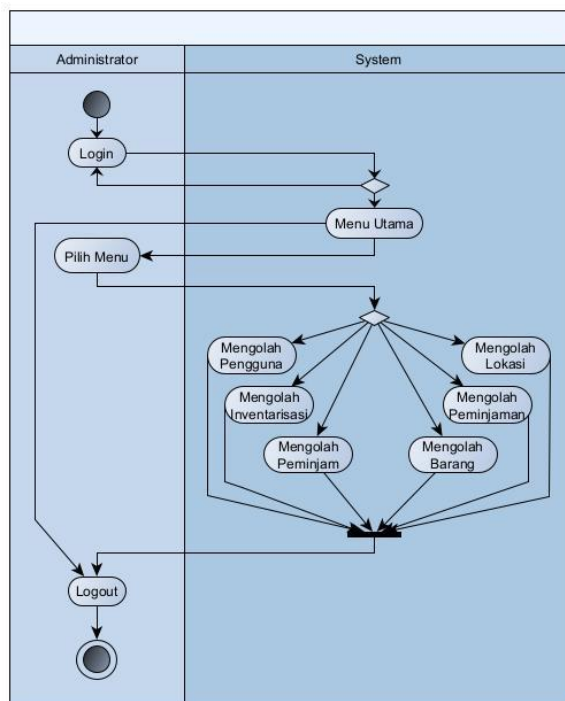 Administrator
System
Login
Menu Utama
Pilih Menu
Mengolah
Pengguna
Mengolah
Lokasi
Mengolah
Inventarisasi
Mengolah
Peminjaman
Mengolah
Peminjam
Mengolah
Barang
Logout